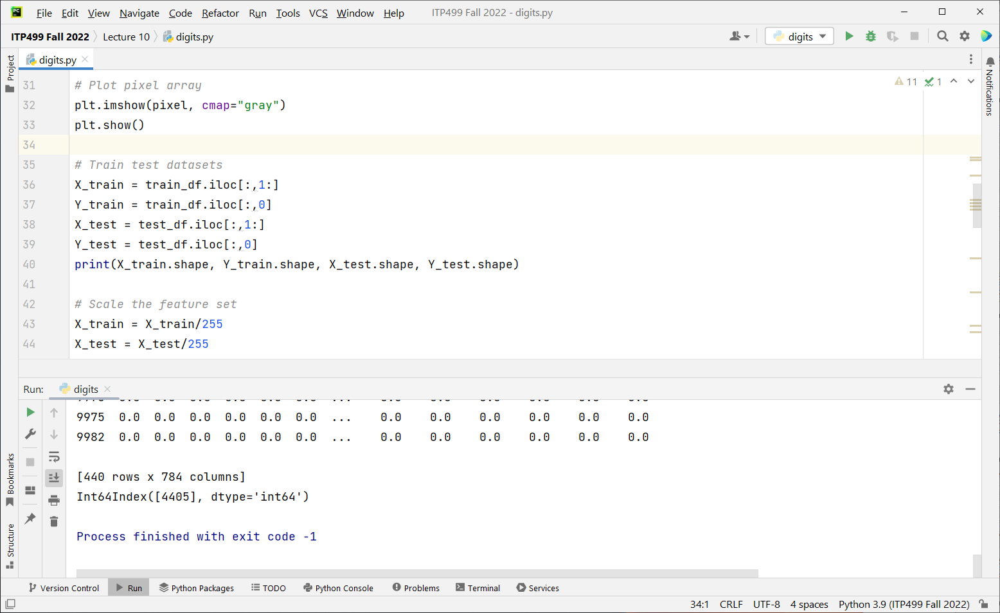 File Edit View Navigate Code Refactor Run Tools VCS Window Help ITP499 Fall 2022 - digits.py
ITP499 Fall 2022 Lecture 10 digits.py digits
Project
digits.py
Notifications
11 1
31 # Plot pixel array
32 plt.imshow(pixel, cmap="gray")
33 plt.show()
34
35 # Train test datasets
36 X_train = train_df.iloc[:,1:]
37 Y_train = train_df.iloc[:,0]
38 X_test = test_df.iloc[:,1:]
39 Y_test = test_df.iloc[:,0]
40 print(X_train.shape, Y_train.shape, X_test.shape, Y_test.shape)
41
42 # Scale the feature set
43 X_train = X_train/255
44 X_test = X_test/255
Run: digits
9975 0.0 0.0 0.0 0.0 0.0 0.0 ... 0.0 0.0 0.0 0.0 0.0 0.0
9982 0.0 0.0 0.0 0.0 0.0 0.0 ... 0.0 0.0 0.0 0.0 0.0 0.0
[440 rows x 784 columns]
Int64Index([4405], dtype='int64')
Process finished with exit code -1
Bookmarks
Structure
Version Control Run Python Packages TODO Python Console Problems Terminal Services
34:1 CRLF UTF-8 4 spaces Python 3.9 (ITP499 Fall 2022)